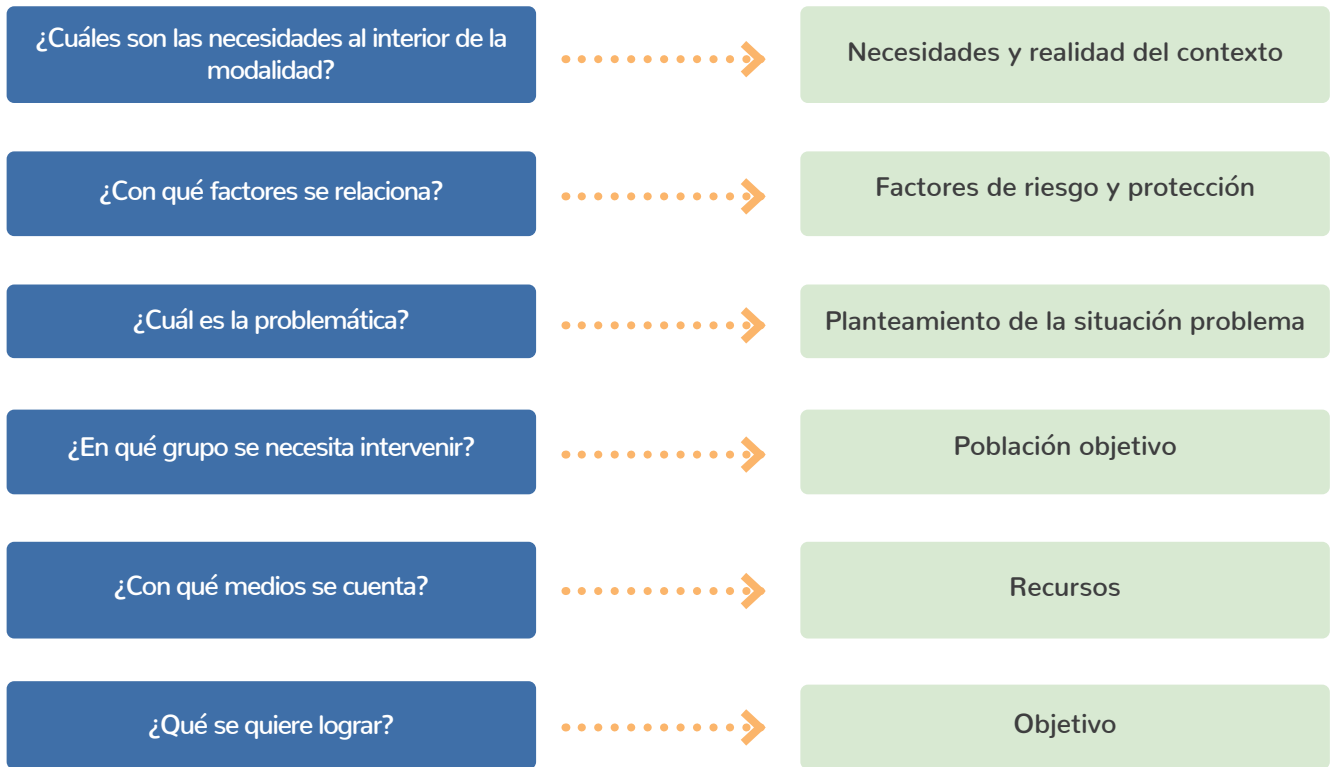 ¿Cuáles son las necesidades al interior de la
modalidad?
Necesidades y realidad del contexto
¿Con qué factores se relaciona?
Factores de riesgo y protección
¿Cuál es la problemática?
Planteamiento de la situación problema
¿En qué grupo se necesita intervenir?
Población objetivo
¿Con qué medios se cuenta?
Recursos
¿Qué se quiere lograr?
Objetivo